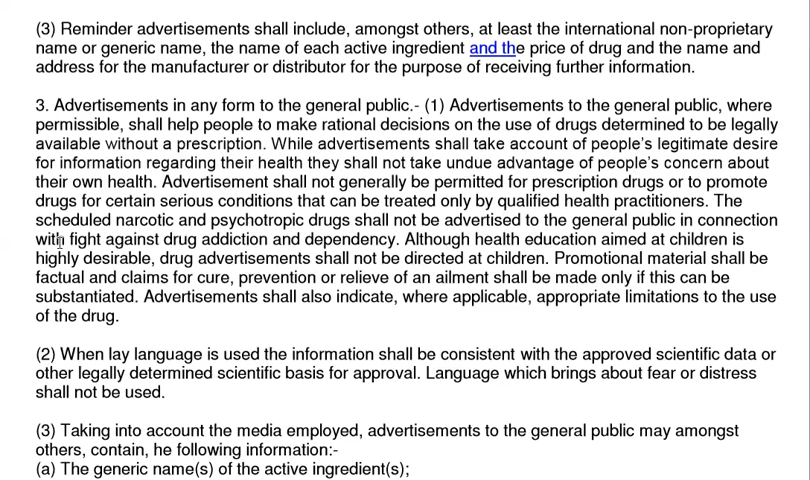 (3) Reminder advertisements shall include, amongst others, at least the international non-proprietary
name or generic name, the name of each active ingredient and the price of drug and the name and
address for the manufacturer or distributor for the purpose of receiving further information.
3. Advertisements in any form to the general public.- (1) Advertisements to the general public, where
permissible, shall help people to make rational decisions on the use of drugs determined to be legally
available without a prescription. While advertisements shall take account of people's legitimate desire
for information regarding their health they shall not take undue advantage of people's concern about
their own health. Advertisement shall not generally be permitted for prescription drugs or to promote
drugs for certain serious conditions that can be treated only by qualified health practitioners. The
scheduled narcotic and psychotropic drugs shall not be advertised to the general public in connection
with fight against drug addiction and dependency. Although health education aimed at children is
highly desirable, drug advertisements shall not be directed at children. Promotional material shall be
factual and claims for cure, prevention or relieve of an ailment shall be made only if this can be
substantiated. Advertisements shall also indicate, where applicable, appropriate limitations to the use
of the drug.
(2) When lay language is used the information shall be consistent with the approved scientific data or
other legally determined scientific basis for approval. Language which brings about fear or distress
shall not be used.
(3) Taking into account the media employed, advertisements to the general public may amongst
others, contain, he following information:-
(a) The generic name(s) of the active ingredient(s);